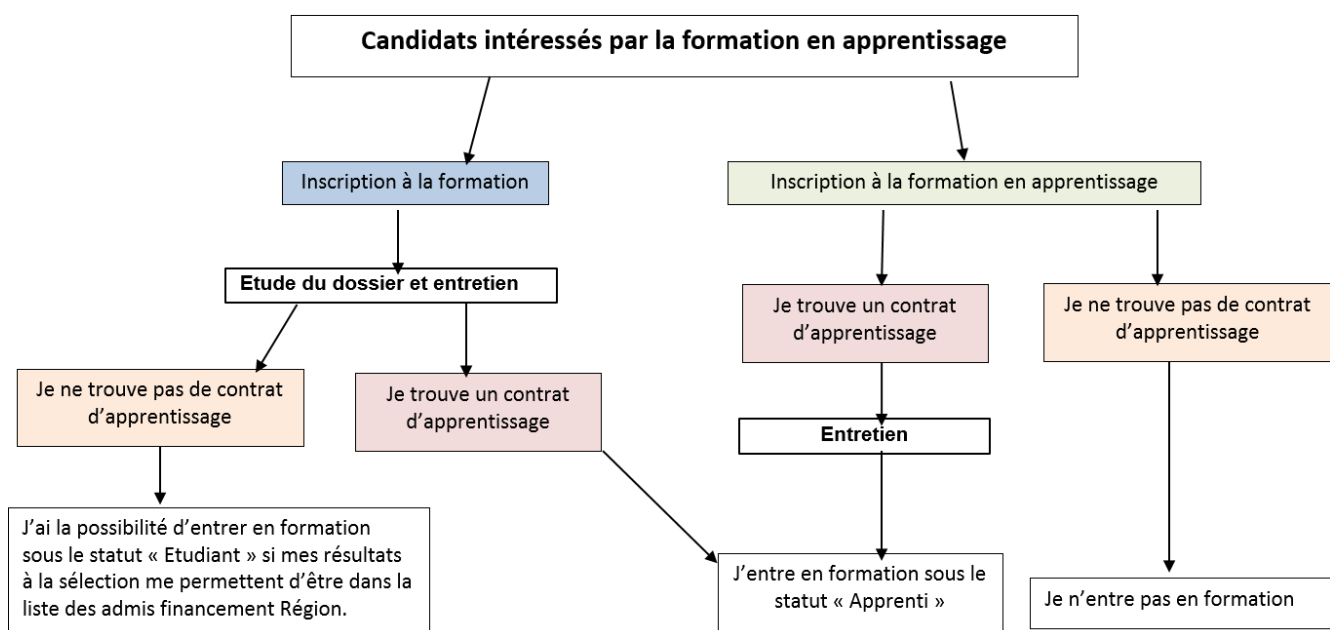 Candidats intéressés par la formation en apprentissage
Inscription à la formation
Inscription à la formation en apprentissage
Etude du dossier et entretien
Je trouve un contrat
d’apprentissage
Je ne trouve pas de contrat
d’apprentissage
Je ne trouve pas de contrat
d’apprentissage
Je trouve un contrat
d’apprentissage
Entretien
J’ai la possibilité d’entrer en formation
sous le statut « Etudiant » si mes résultats
à la sélection me permettent d’être dans la
liste des admis financement Région.
J’entre en formation sous le
statut « Apprenti »
Je n’entre pas en formation